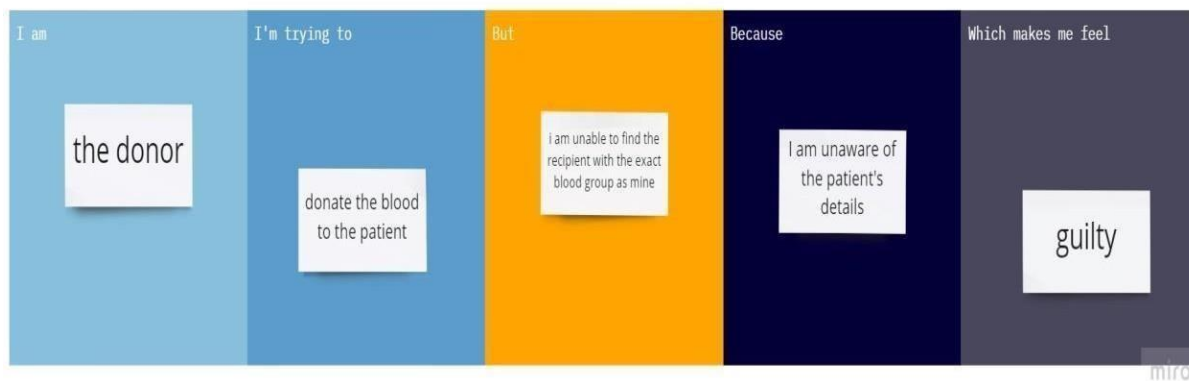 I am
the donor
I'm trying to
donate the blood
to the patient
But
i am unable to find the
recipient with the exact
blood group as mine
Because
I am unaware of
the patient's
details
Which makes me feel
guilty
miro